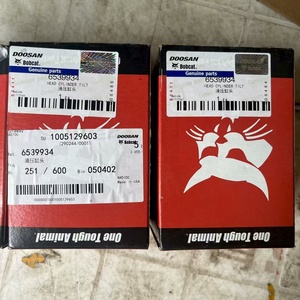 DOOSAN
Bobcat.
Genuine parts
6539934
HEAD CYLINDER TILT
液压缸头
1005129603
DOOSAN
6539934
液压缸头
251 / 600
050402
One Tough Animal.
DOOSAN
Bobcat.
Genuine parts
6539934
HEAD CYLINDER TILT
液压缸头
One Tough Animal.